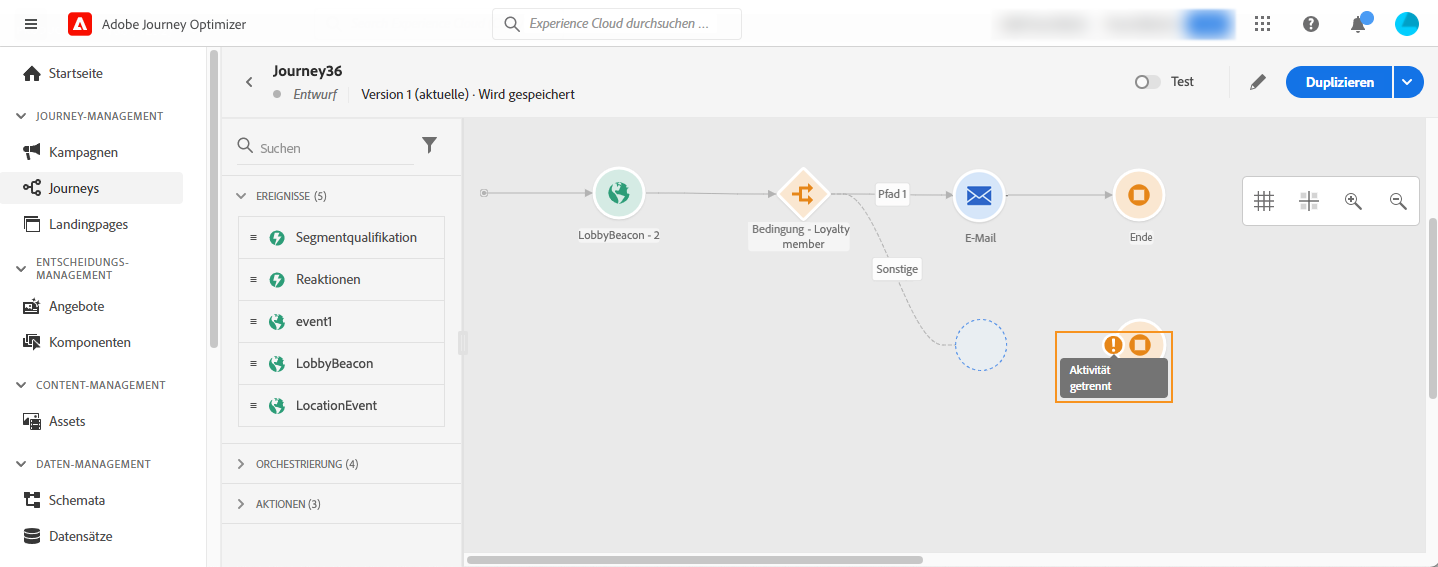 Adobe Journey Optimizer
Experience Cloud durchsuchen ...
Startseite
JOURNEY-MANAGEMENT
Kampagnen
Journeys
Landingpages
ENTSCHEIDUNGS-
MANAGEMENT
Angebote
Komponenten
CONTENT-MANAGEMENT
Assets
DATEN-MANAGEMENT
Schemata
Datensätze
Journey36
Entwurf
Version 1 (aktuelle) · Wird gespeichert
Test
Duplizieren
Suchen
EREIGNISSE (5)
Segmentqualifikation
Reaktionen
event1
LobbyBeacon
LocationEvent
ORCHESTRIERUNG (4)
AKTIONEN (3)
LobbyBeacon - 2
Bedingung - Loyalty
member
Pfad 1
E-Mail
Ende
Sonstige
Aktivität
getrennt